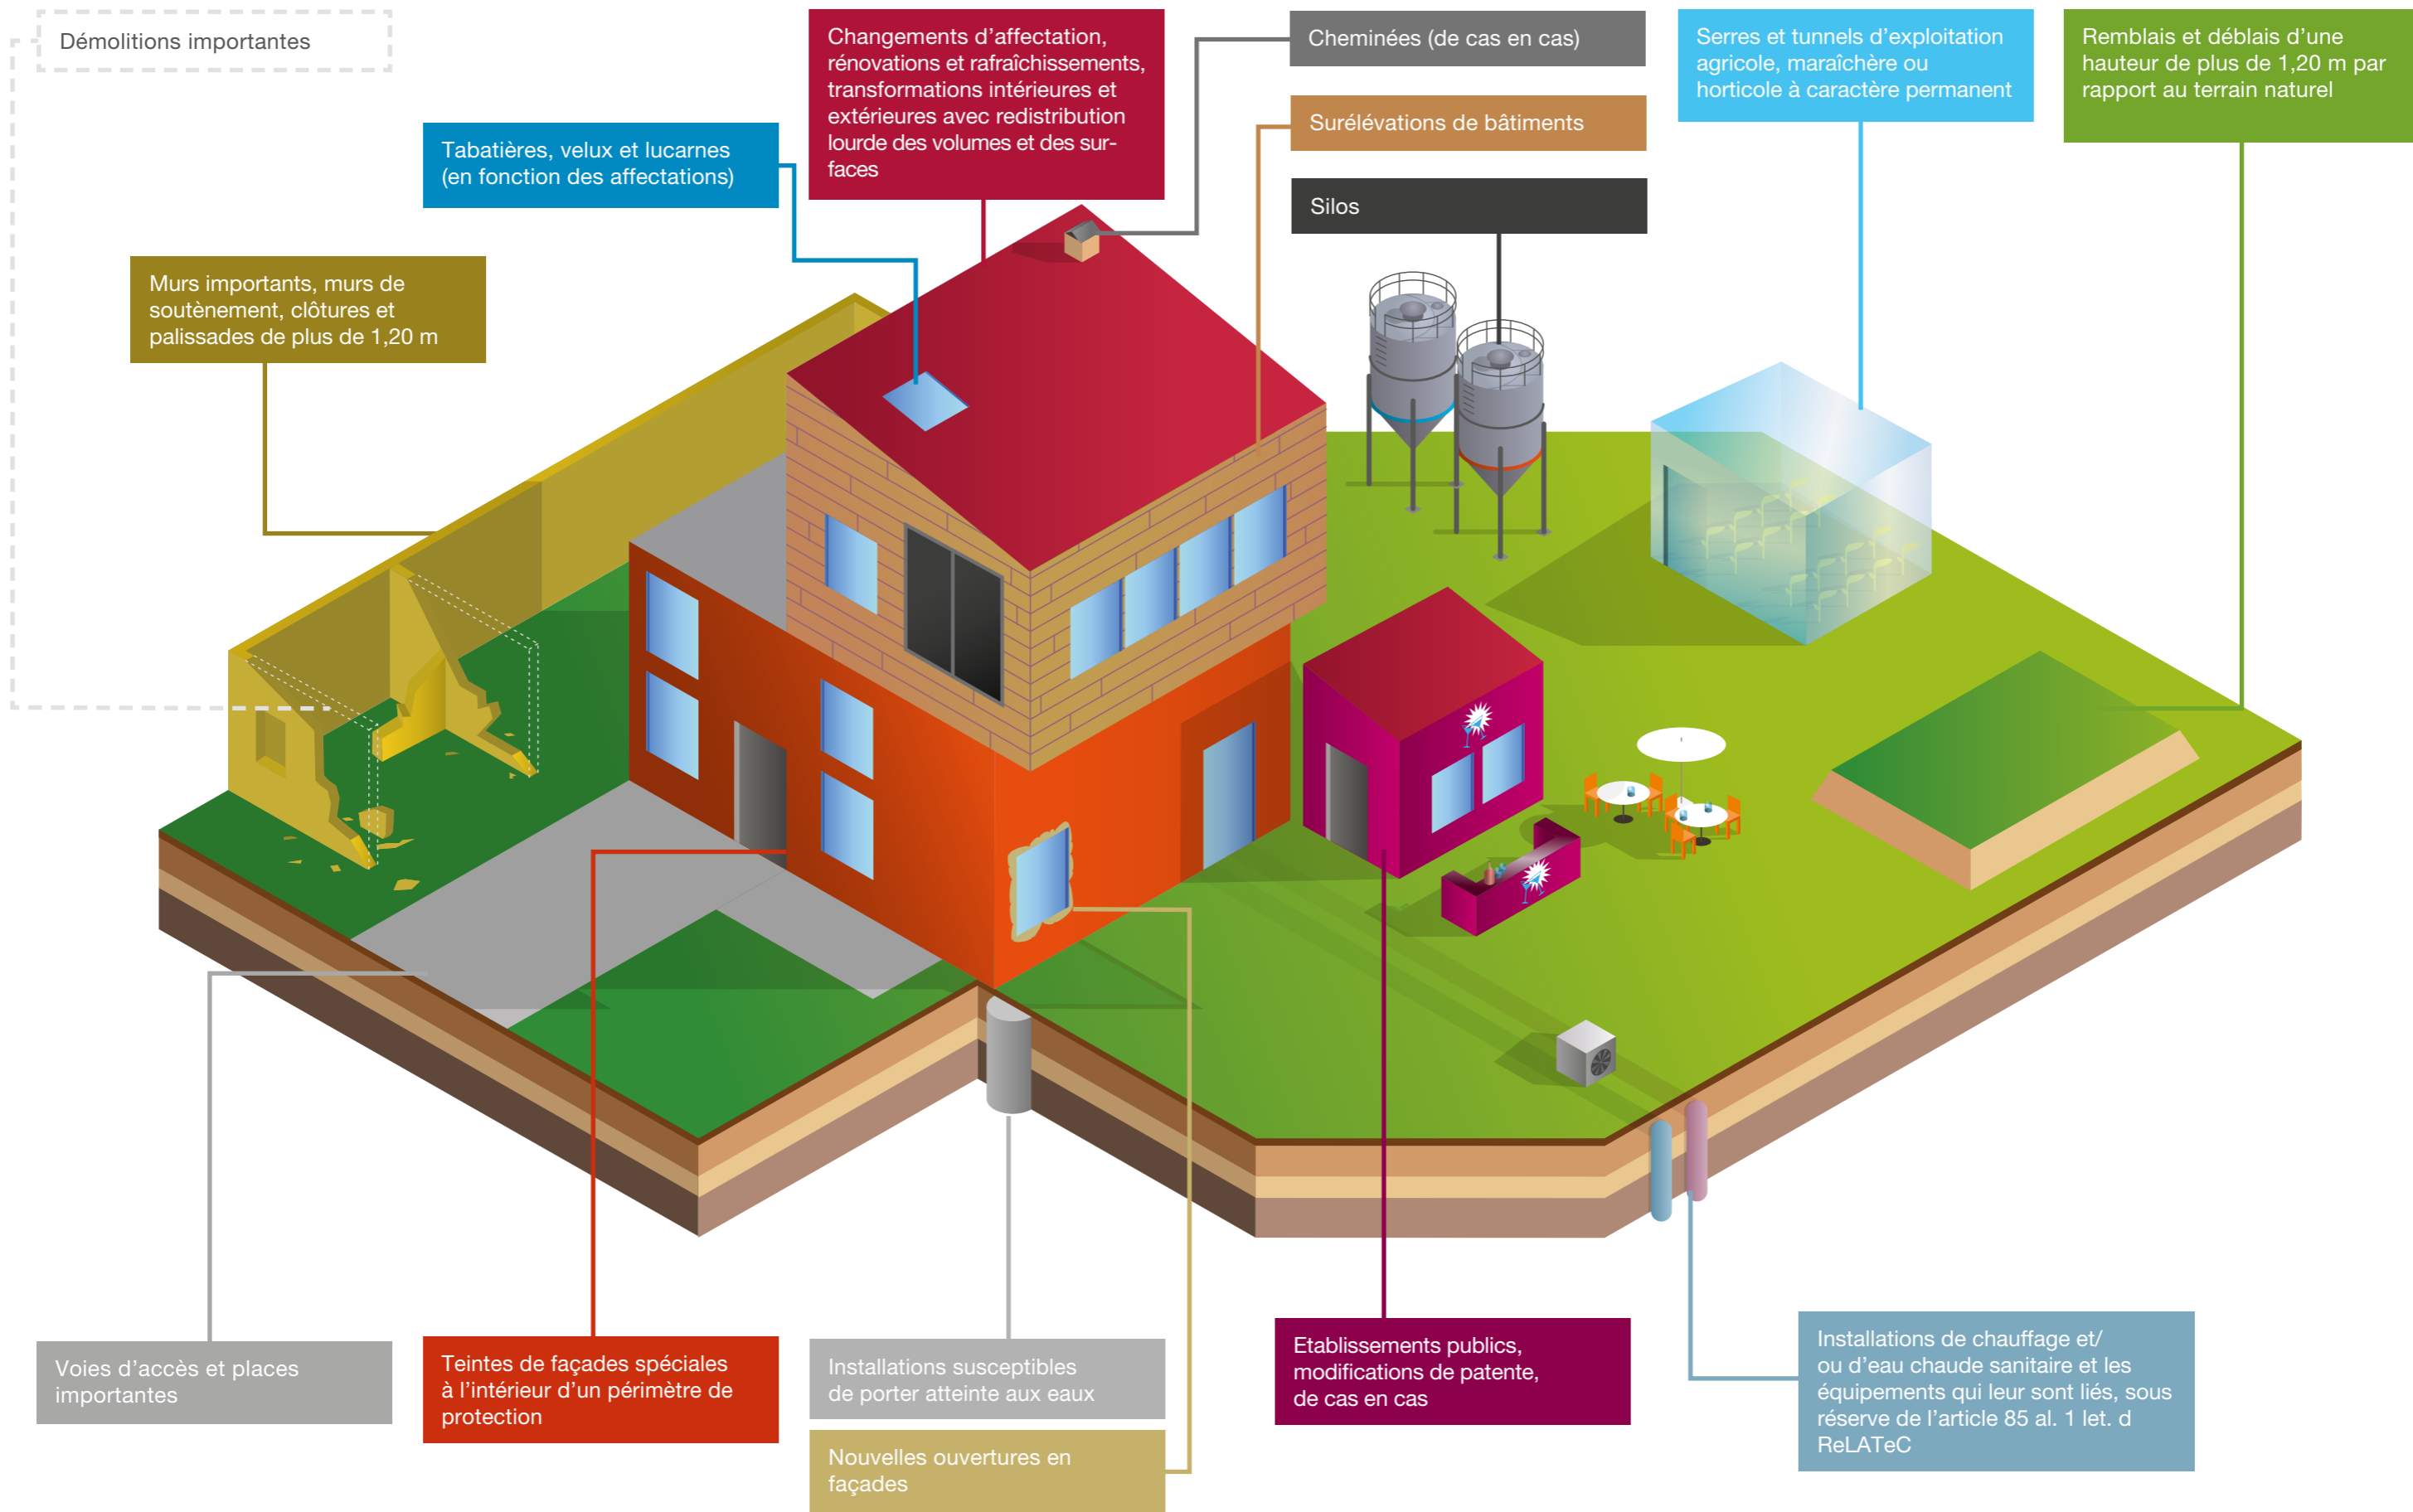 Démolitions importantes
Changements d’affectation,
rénovations et rafraîchissements,
transformations intérieures et
extérieures avec redistribution
lourde des volumes et des sur-
faces
Cheminées (de cas en cas)
Serres et tunnels d’exploitation
agricole, maraîchère ou
horticole à caractère permanent
Remblais et déblais d’une
hauteur de plus de 1,20 m par
rapport au terrain naturel
Tabatières, velux et lucarnes
(en fonction des affectations)
Surélévations de bâtiments
Silos
Murs importants, murs de
soutènement, clôtures et
palissades de plus de 1,20 m
Voies d’accès et places
importantes
Teintes de façades spéciales
à l’intérieur d’un périmètre de
protection
Installations susceptibles
de porter atteinte aux eaux
Nouvelles ouvertures en
façades
Etablissements publics,
modifications de patente,
de cas en cas
Installations de chauffage et/
ou d’eau chaude sanitaire et les
équipements qui leur sont liés, sous
réserve de l’article 85 al. 1 let. d
ReLATeC